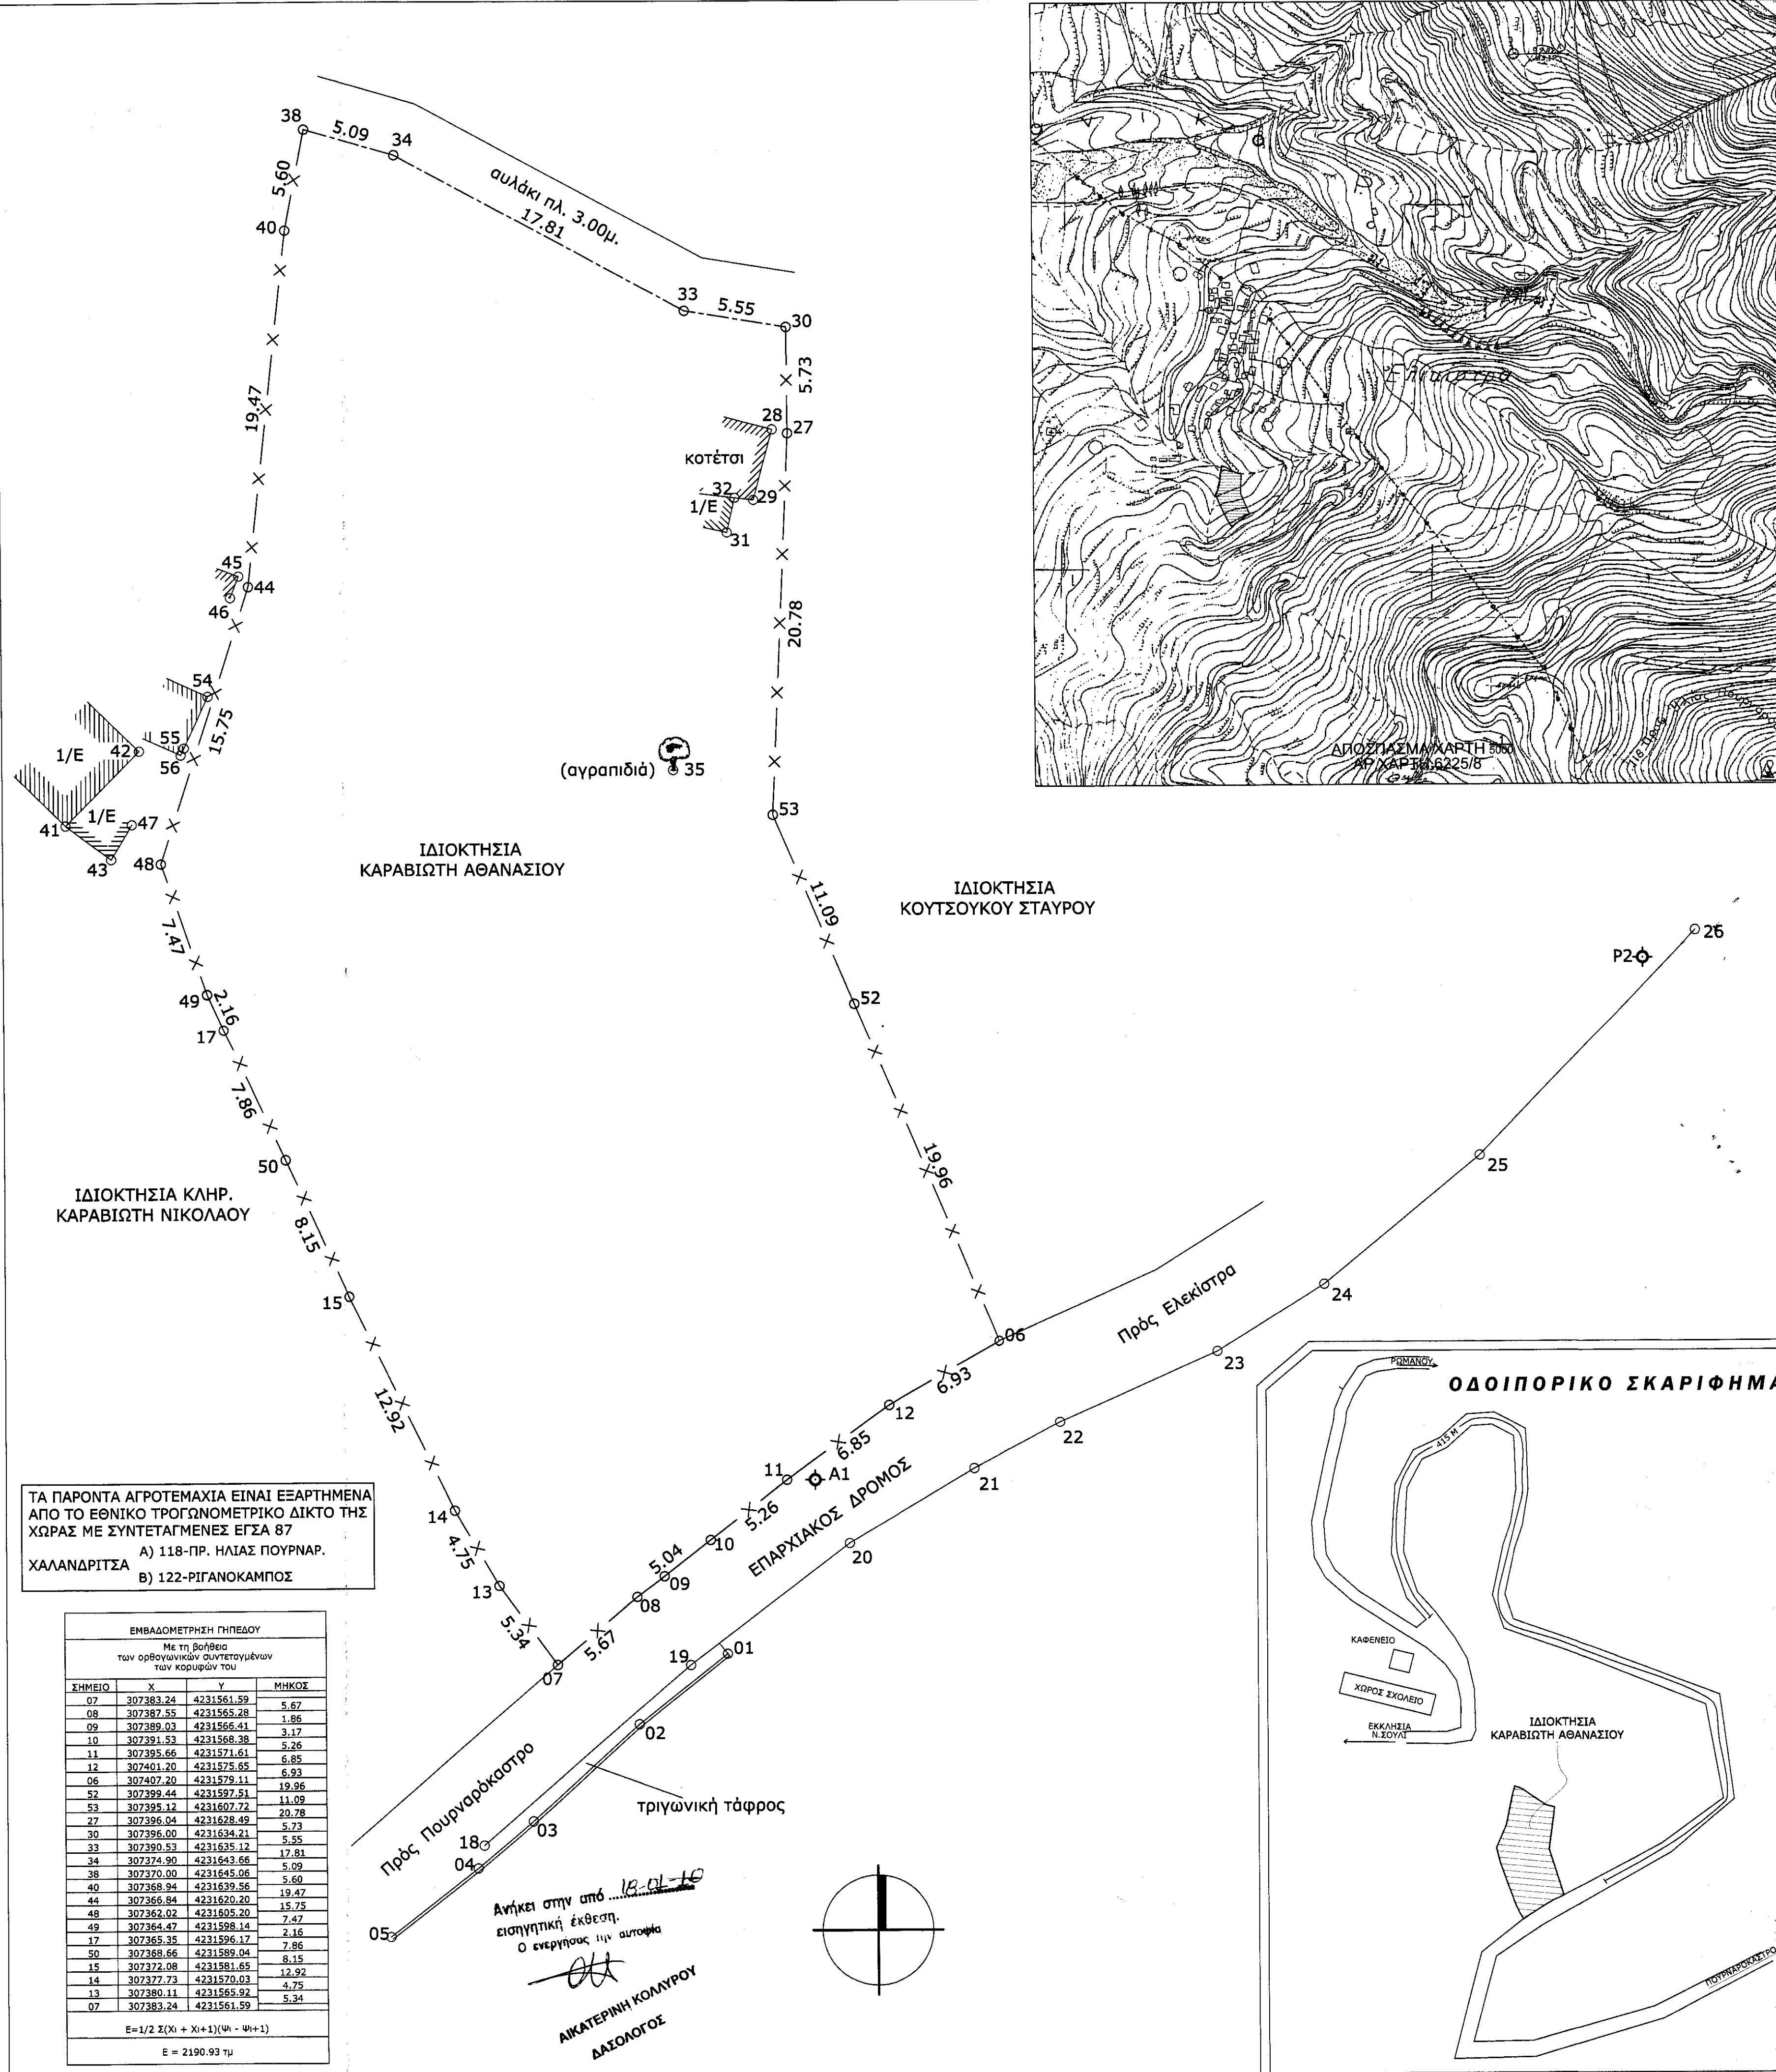 38
5.09
34
5.60
αυλάκι πλ. 3.00μ.
17.81
40
33
5.55
30
5.73
19.47
28
27
κοτέτσι
32
29
1/Ε
31
45
44
46
20.78
54
15.75
55
42
1/Ε
56
(αγραπιδιά)
35
53
41
1/Ε
47
43
48
ΙΔΙΟΚΤΗΣΙΑ
ΚΑΡΑΒΙΩΤΗ ΑΘΑΝΑΣΙΟΥ
11.09
ΙΔΙΟΚΤΗΣΙΑ
ΚΟΥΤΣΟΥΚΟΥ ΣΤΑΥΡΟΥ
7.47
26
P2
49
2.16
52
17
7.86
50
25
19.96
ΙΔΙΟΚΤΗΣΙΑ ΚΛΗΡ.
ΚΑΡΑΒΙΩΤΗ ΝΙΚΟΛΑΟΥ
8.15
15
Πρός Ελεκίστρα
24
06
23
6.93
12.92
12
22
6.85
11
A1
21
ΕΠΑΡΧΙΑΚΟΣ ΔΡΟΜΟΣ
5.26
14
10
20
4.75
5.04
09
13
08
5.34
5.67
01
19
07
02
Πρός Πουρναρόκαστρο
τριγωνική τάφρος
03
18
04
05
ΑΠΟΣΠΑΣΜΑ ΧΑΡΤΗ 1
5000
ΑΡ.ΧΑΡΤΗ 6225/8
ΤΑ ΠΑΡΟΝΤΑ ΑΓΡΟΤΕΜΑΧΙΑ ΕΙΝΑΙ ΕΞΑΡΤΗΜΕΝΑ
ΑΠΟ ΤΟ ΕΘΝΙΚΟ ΤΡΟΓΩΝΟΜΕΤΡΙΚΟ ΔΙΚΤΟ ΤΗΣ
ΧΩΡΑΣ ΜΕ ΣΥΝΤΕΤΑΓΜΕΝΕΣ ΕΓΣΑ 87
Α) 118-ΠΡ. ΗΛΙΑΣ ΠΟΥΡΝΑΡ.
ΧΑΛΑΝΔΡΙΤΣΑ
Β) 122-ΡΙΓΑΝΟΚΑΜΠΟΣ
ΕΜΒΑΔΟΜΕΤΡΗΣΗ ΓΗΠΕΔΟΥ
Με τη βοήθεια
των ορθογωνικών συντεταγμένων
των κορυφών του
ΣΗΜΕΙΟ X Y ΜΗΚΟΣ
07 307383.24 4231561.59
5.67
08 307387.55 4231565.28
1.86
09 307389.03 4231566.41
3.17
10 307391.53 4231568.38
5.26
11 307395.66 4231571.61
6.85
12 307401.20 4231575.65
6.93
06 307407.20 4231579.11
19.96
52 307399.44 4231597.51
11.09
53 307395.12 4231607.72
20.78
27 307396.04 4231628.49
5.73
30 307396.00 4231634.21
5.55
33 307390.53 4231635.12
17.81
34 307374.90 4231643.66
5.09
38 307370.00 4231645.06
5.60
40 307368.94 4231639.56
19.47
44 307366.84 4231620.20
15.75
48 307362.02 4231605.20
7.47
49 307364.47 4231598.14
2.16
17 307365.35 4231596.17
7.86
50 307368.66 4231589.04
8.15
15 307372.08 4231581.65
12.92
14 307377.73 4231570.03
4.75
13 307380.11 4231565.92
5.34
07 307383.24 4231561.59
Ε=1/2 Σ(Χι + Χι+1)(Ψι - Ψι+1)
Ε = 2190.93 τμ
Ανήκει στην από 18-01-10
εισηγητική έκθεση.
Ο ενεργήσας την αυτοψία
ΑΙΚΑΤΕΡΙΝΗ ΚΟΛΛΥΡΟΥ
ΔΑΣΟΛΟΓΟΣ
ΡΩΜΑΝΟΥ
ΟΔΟΙΠΟΡΙΚΟ ΣΚΑΡΙΦΗΜΑ
415 Μ
ΚΑΦΕΝΕΙΟ
ΧΩΡΟΣ ΣΧΟΛΕΙΟ
ΕΚΚΛΗΣΙΑ
Ν.ΣΟΥΛΙ
ΙΔΙΟΚΤΗΣΙΑ
ΚΑΡΑΒΙΩΤΗ ΑΘΑΝΑΣΙΟΥ
ΠΟΥΡΝΑΡΟΚΑΣΤΡΟ